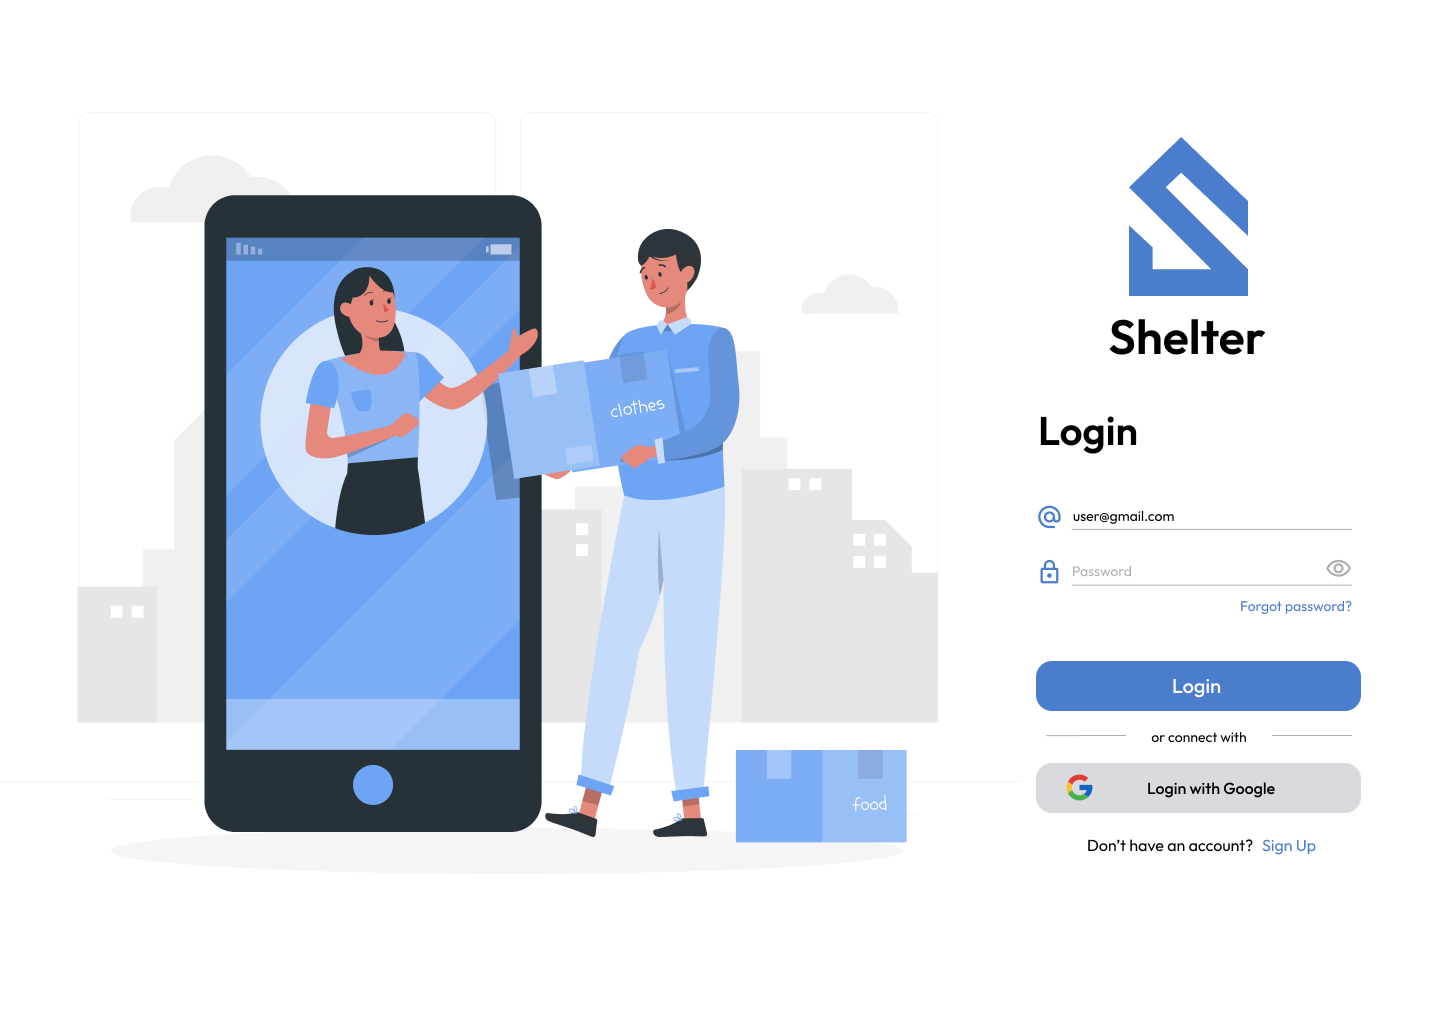 clothes
food
Shelter
Login
user@gmail.com
Password
Forgot password?
Login
or connect with
Login with Google
Don’t have an account? Sign Up